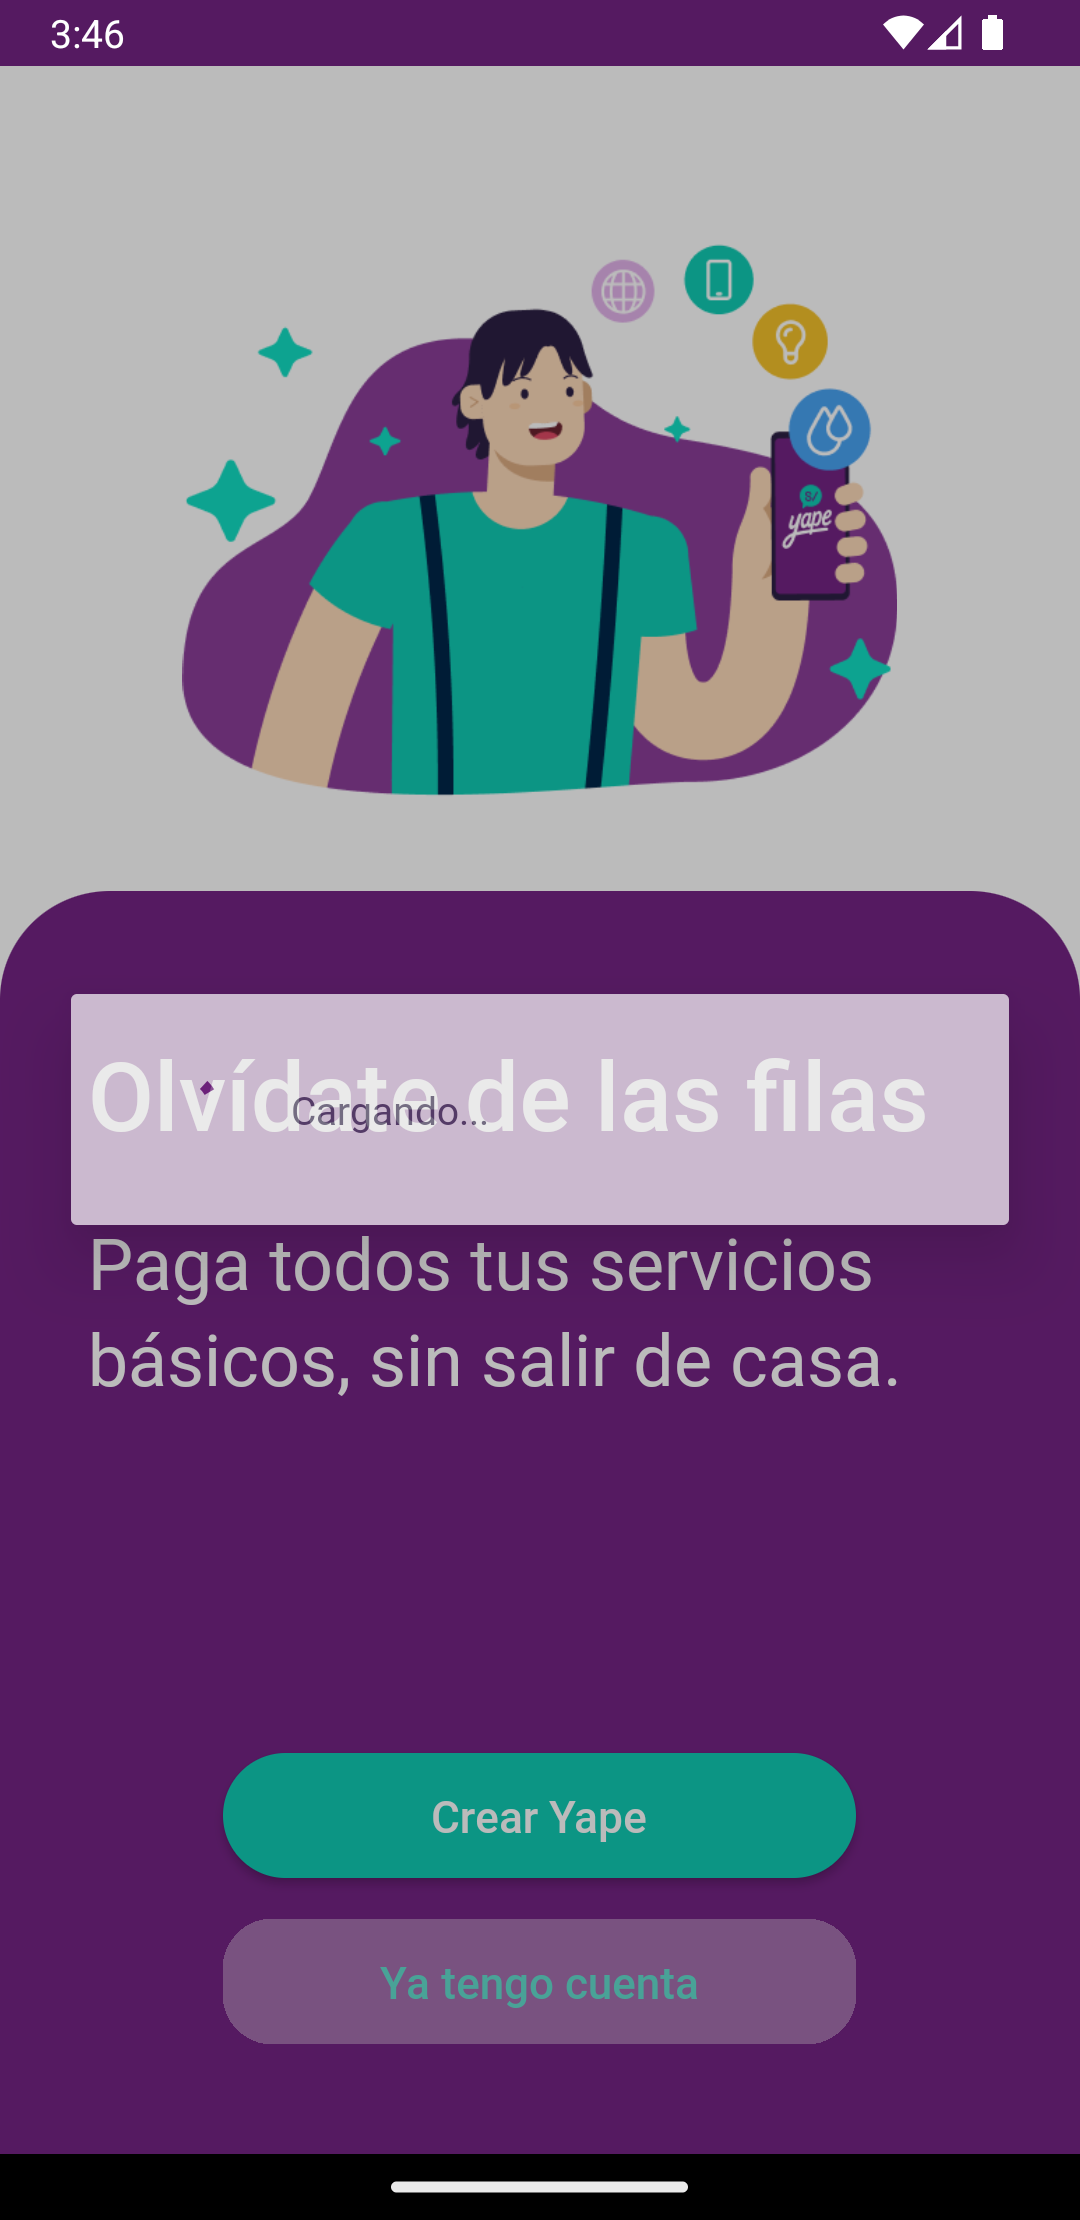 3:46
S/
yape
Olvídate de las filas
Cargando...
Paga todos tus servicios
básicos, sin salir de casa.
Crear Yape
Ya tengo cuenta